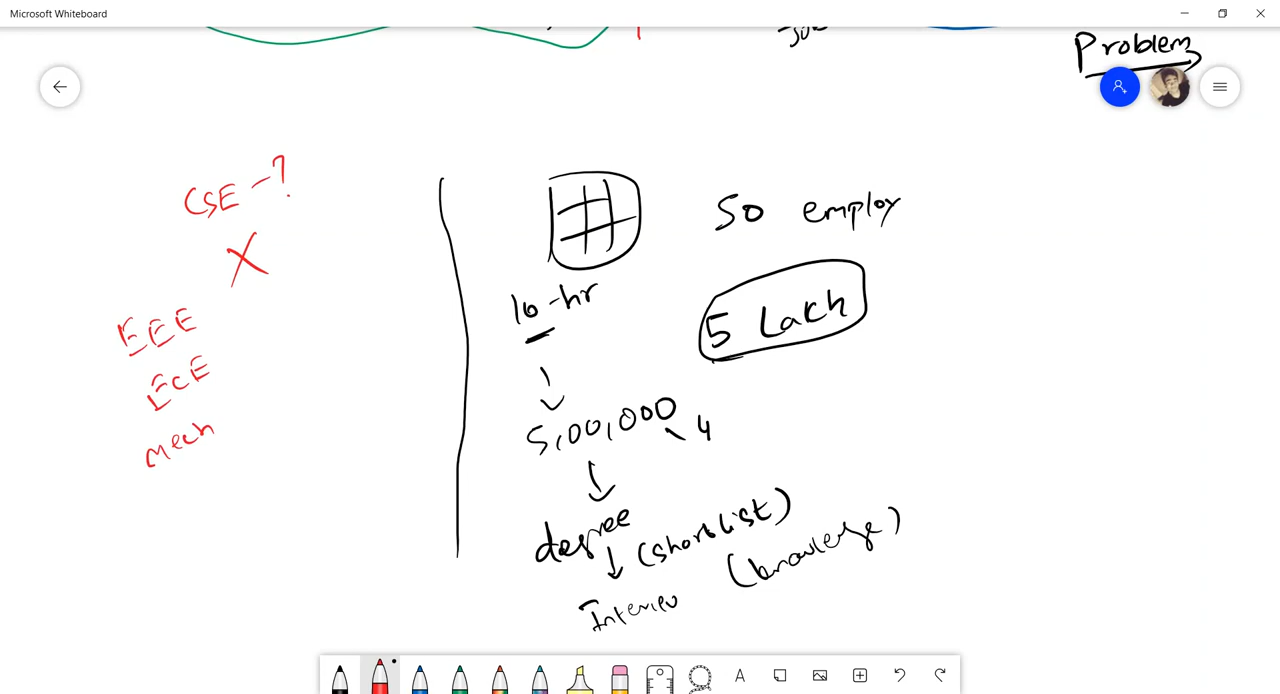 Microsoft Whiteboard
Problem
CSE - ?
X
EEE
ECE
mech
50 employ
10-hr
5 Lakh
5,00,000
4
degree
(shortlist)
(knowledge)
Interview
A